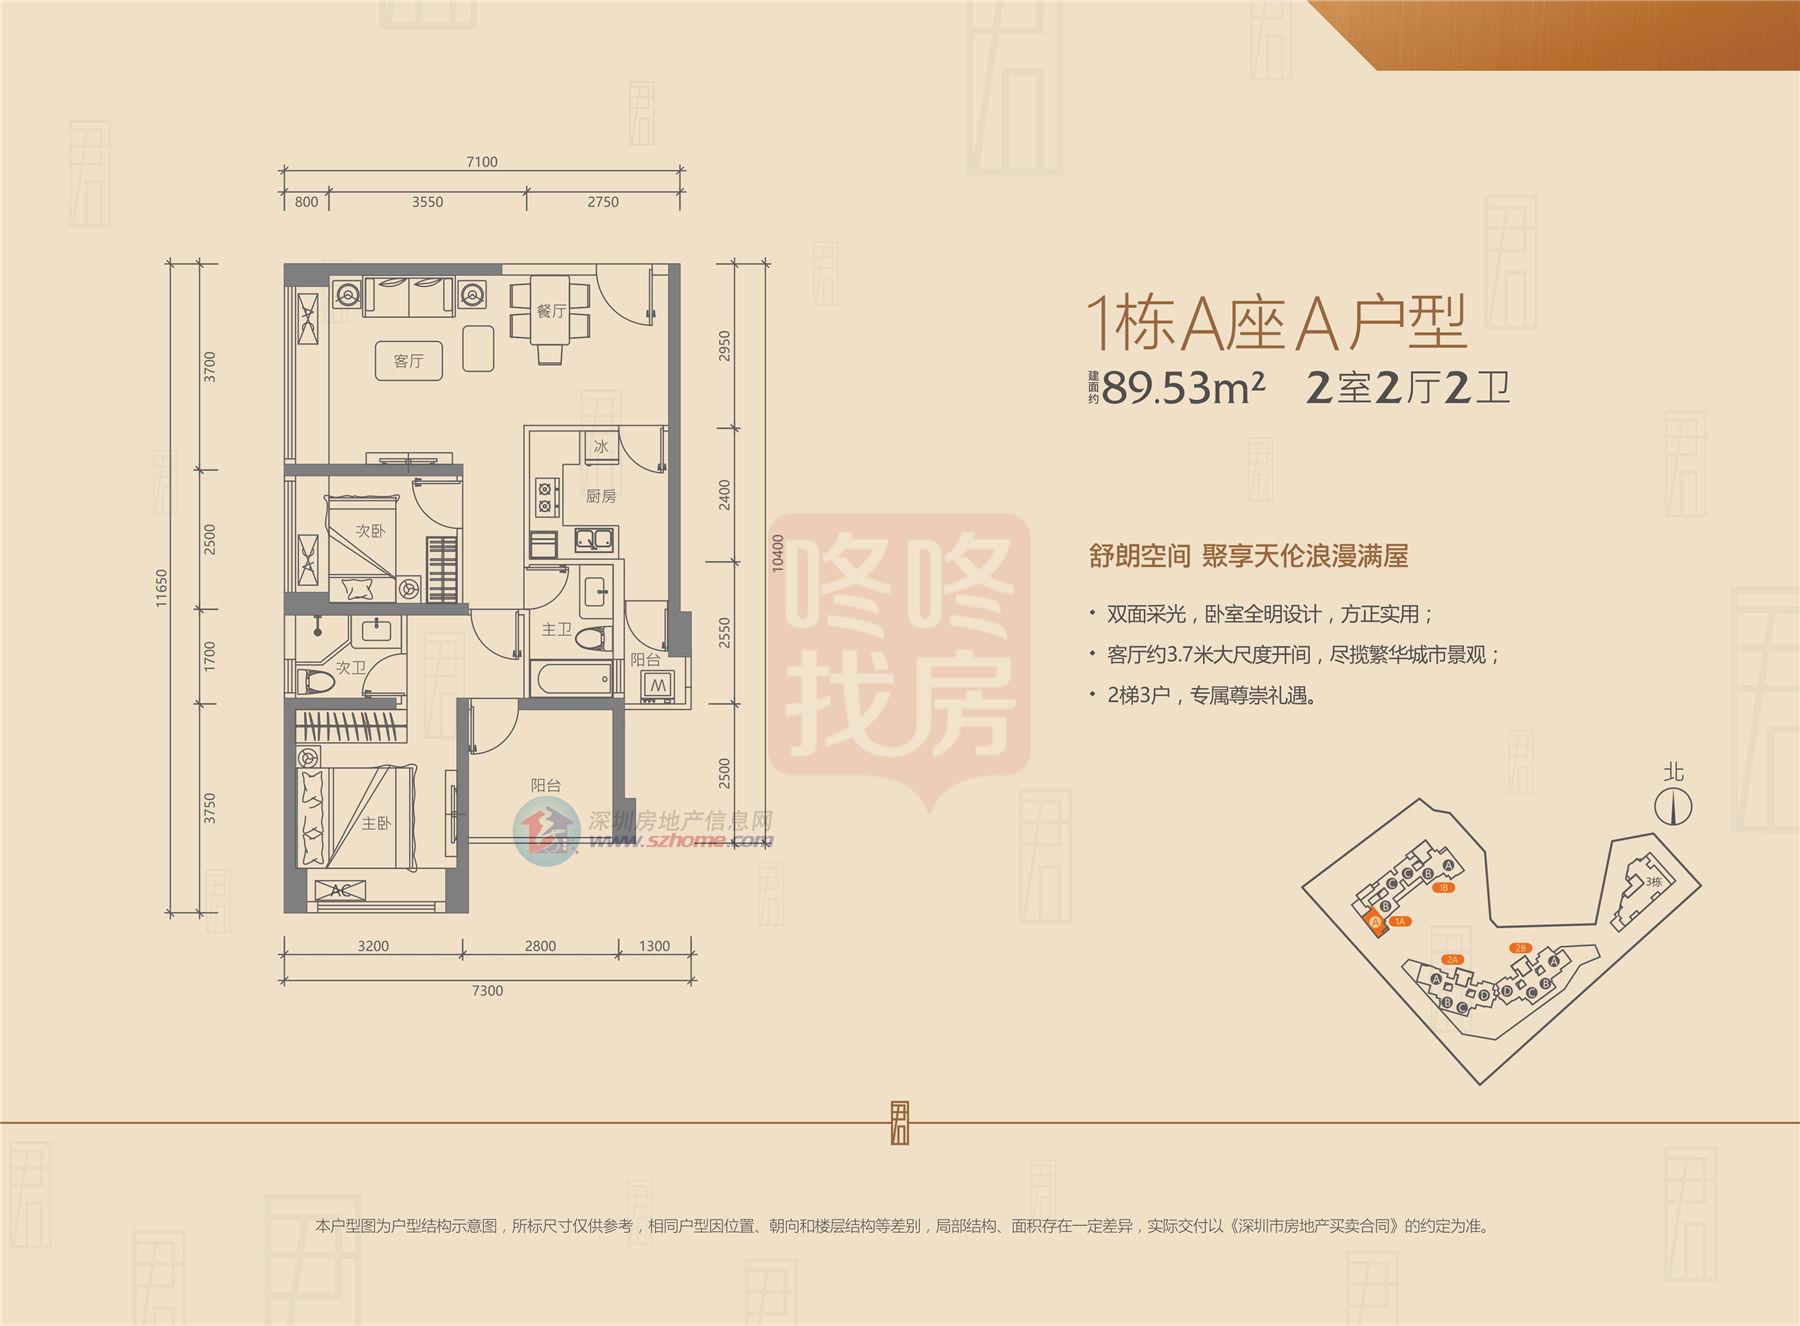 7100
800 3550 2750
11650
3700
2500
1700
3750
2950
2400
2550
2500
10400
AC
客厅
餐厅
冰
厨房
次卧
AC
主卫
次卫
阳台
W
阳台
主卧
AC
3200 2800 1300
7300
咚咚
找房
深圳房地产信息网
www.szhome.com
1栋A座A户型
建面约89.53m² 2室2厅2卫
舒朗空间 聚享天伦浪漫满屋
• 双面采光，卧室全明设计，方正实用；
• 客厅约3.7米大尺度开间，尽揽繁华城市景观；
• 2梯3户，专属尊崇礼遇。
北
A
B
C
C
1B
B
A
1A
3栋
2B
2A
A
B
C
D
D
C
B
A
本户型图为户型结构示意图，所标尺寸仅供参考，相同户型因位置、朝向和楼层结构等差别，局部结构、面积存在一定差异，实际交付以《深圳市房地产买卖合同》的约定为准。